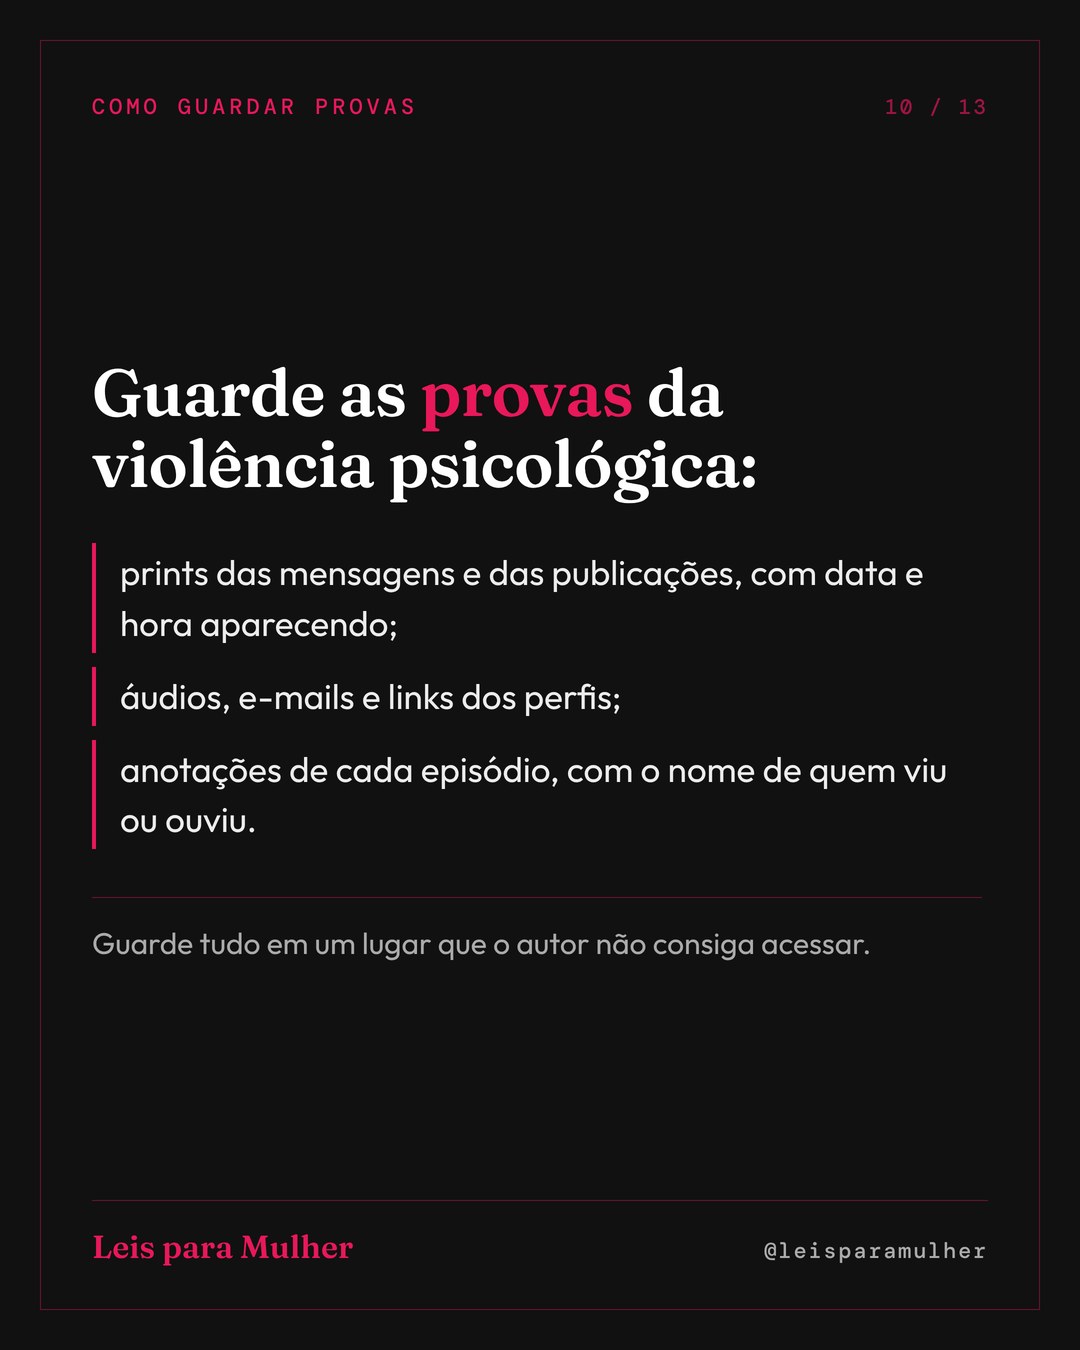 COMO GUARDAR PROVAS
10 / 13
Guarde as provas da
violência psicológica:
prints das mensagens e das publicações, com data e
hora aparecendo;
áudios, e-mails e links dos perfis;
anotações de cada episódio, com o nome de quem viu
ou ouviu.
Guarde tudo em um lugar que o autor não consiga acessar.
Leis para Mulher
@leisparamulher